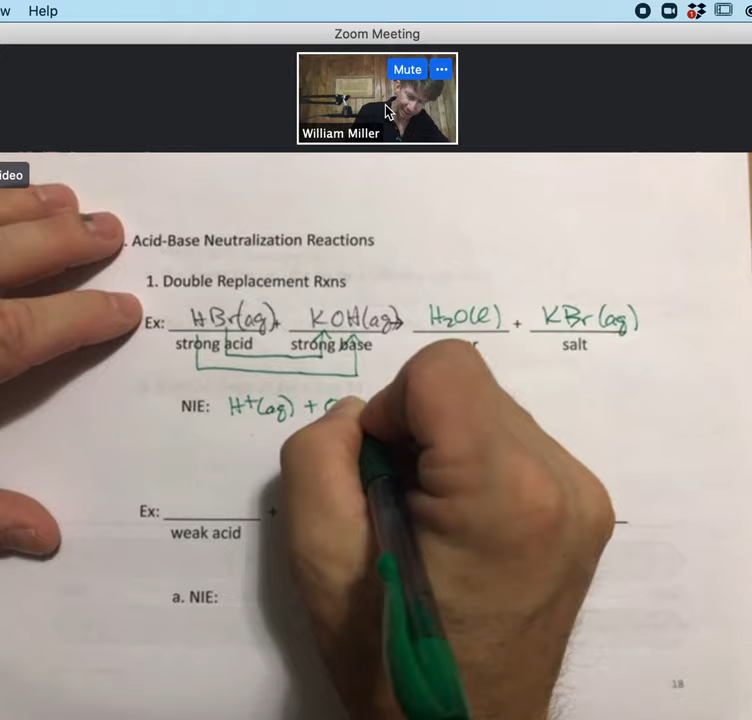 w Help
Zoom Meeting
Mute
William Miller
ideo
. Acid-Base Neutralization Reactions
1. Double Replacement Rxns
Ex: HBr(aq) + KOH(aq) → H2O(l) + KBr(aq)
strong acid strong base salt
NIE: H+(aq) +
Ex: +
weak acid
a. NIE:
18